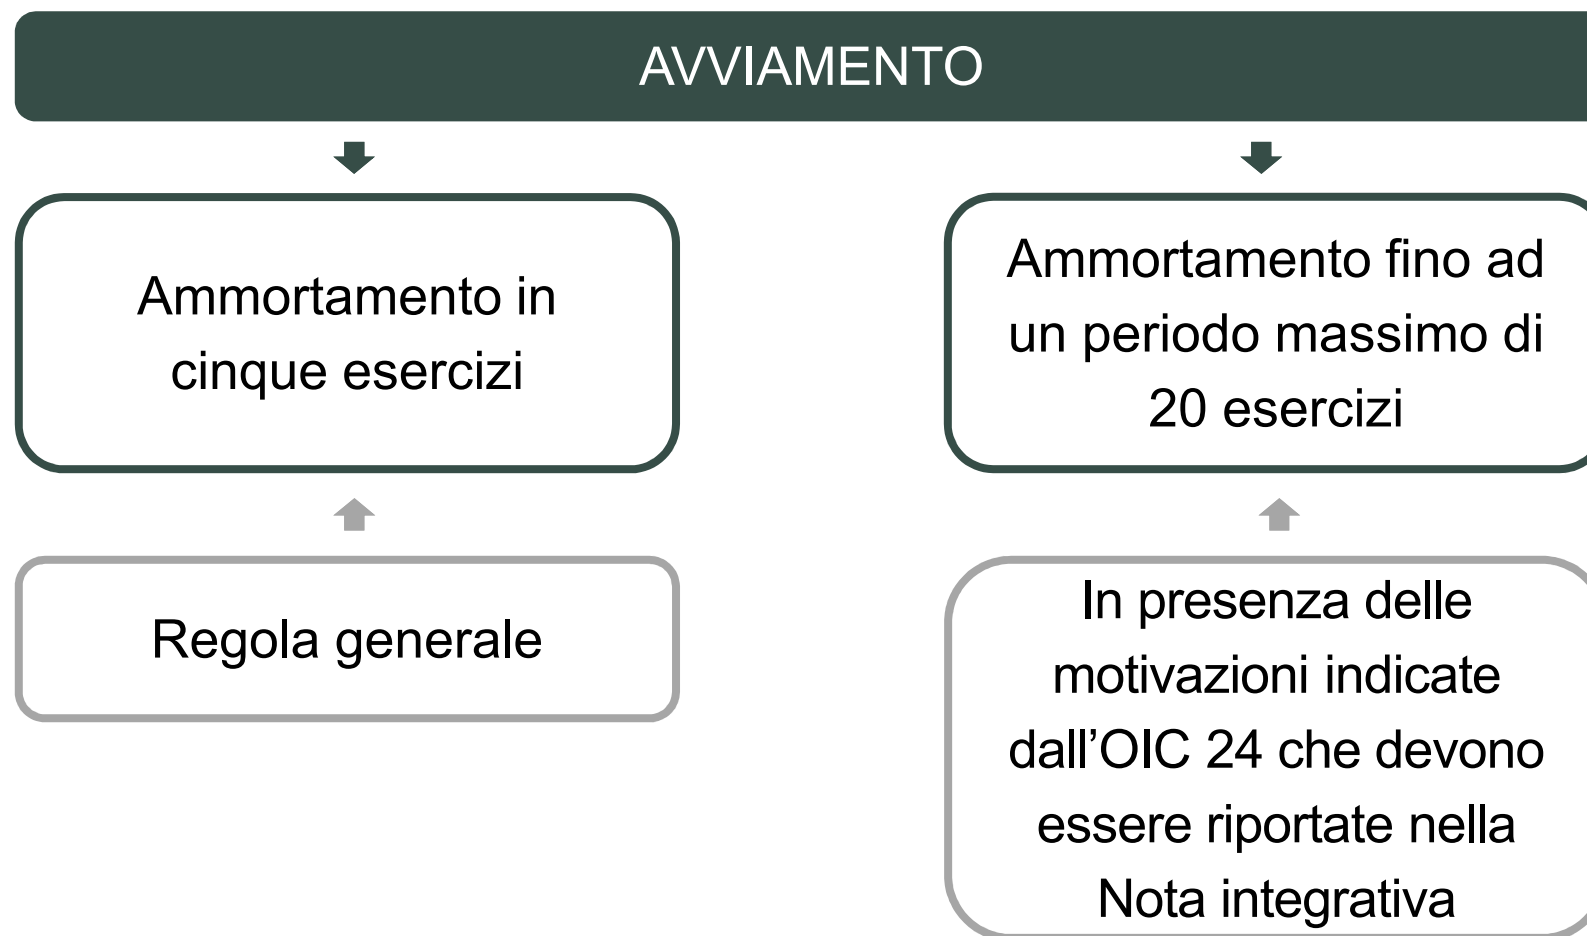 AVVIAMENTO
Ammortamento in
cinque esercizi
Regola generale
Ammortamento fino ad
un periodo massimo di
20 esercizi
In presenza delle
motivazioni indicate
dall’OIC 24 che devono
essere riportate nella
Nota integrativa